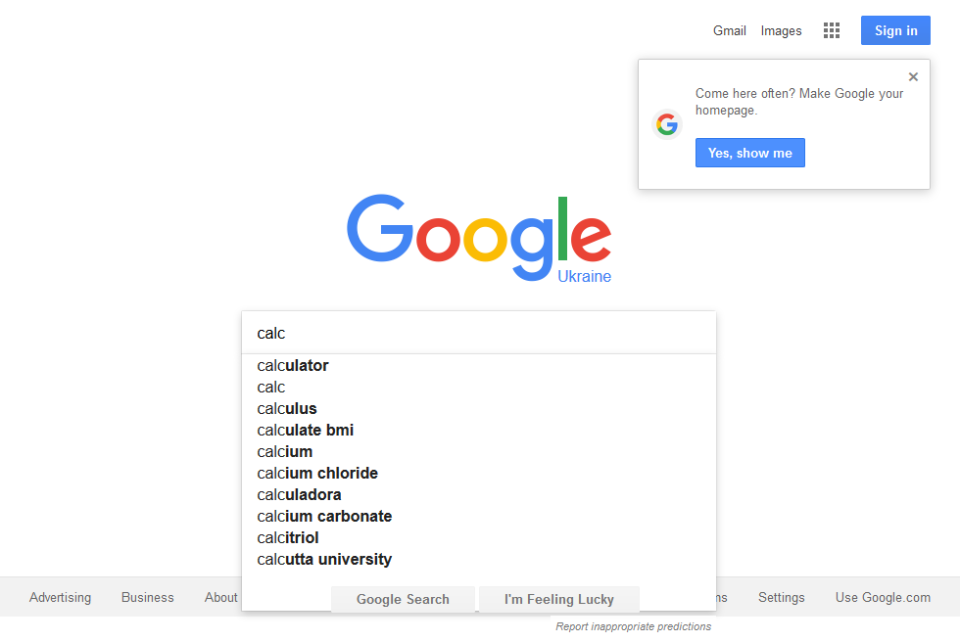 Gmail Images Sign in
Come here often? Make Google your
homepage.
Yes, show me
Google
Ukraine
calc
calculator
calc
calculus
calculate bmi
calcium
calcium chloride
calculadora
calcium carbonate
calcitriol
calcutta university
Google Search I'm Feeling Lucky
Advertising Business About Settings Use Google.com
Report inappropriate predictions